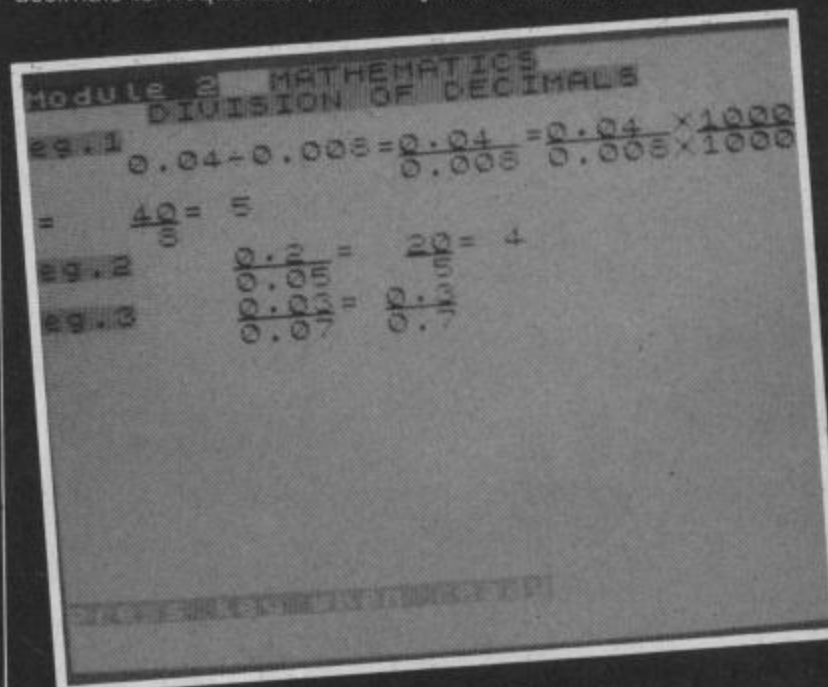 Module 2 MATHEMATICS
DIVISION OF DECIMALS
eg.1 0.04÷0.008=0.04/0.008=0.04/0.008×1000/×1000
= 40/8= 5
eg.2 0.2/0.05= 20/5= 4
eg.3 0.02/0.07= 0.2/0.7